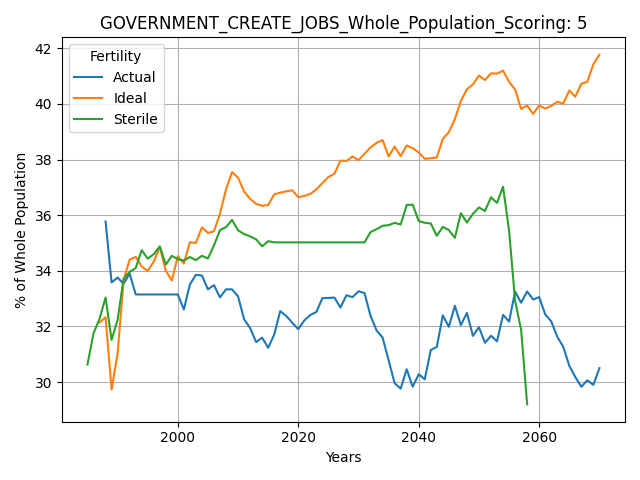 GOVERNMENT_CREATE_JOBS_Whole_Population_Scoring: 5
Fertility
Actual
Ideal
Sterile
% of Whole Population
42
40
38
36
34
32
30
2000
2020
2040
2060
Years